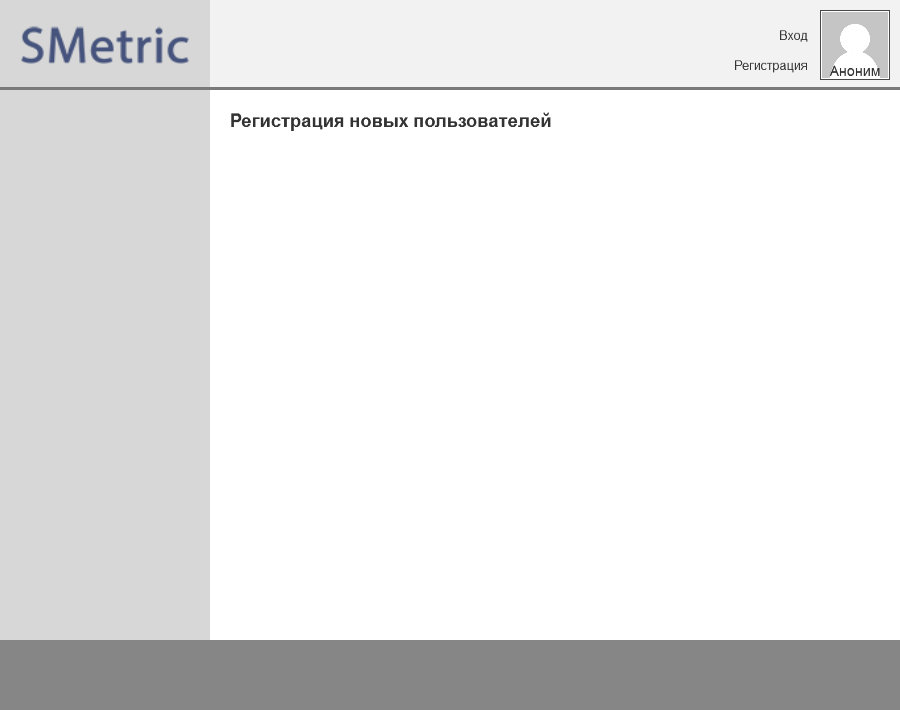 SMetric
Вход
Регистрация
Аноним
Регистрация новых пользователей